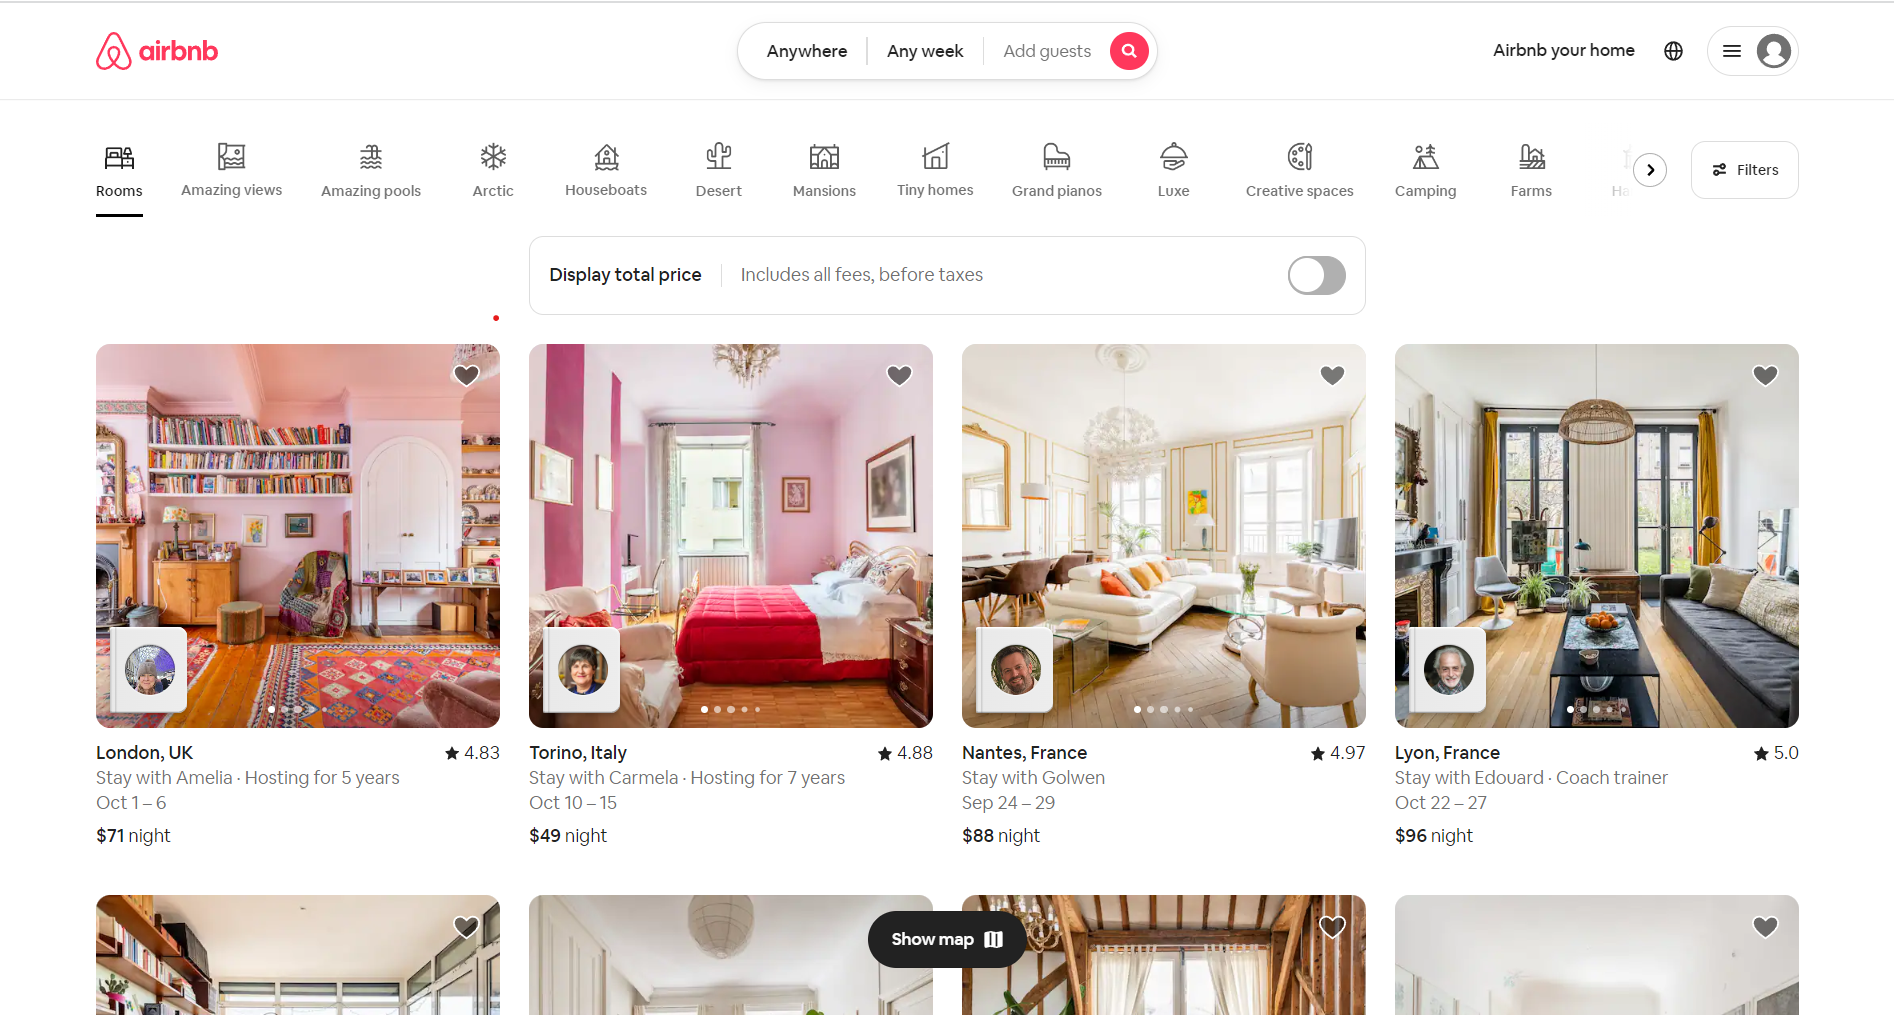 airbnb
Anywhere
Any week
Add guests
Airbnb your home
Rooms
Amazing views
Amazing pools
Arctic
Houseboats
Desert
Mansions
Tiny homes
Grand pianos
Luxe
Creative spaces
Camping
Farms
Ha
Filters
Display total price
Includes all fees, before taxes
London, UK
4.83
Stay with Amelia · Hosting for 5 years
Oct 1 – 6
$71 night
Torino, Italy
4.88
Stay with Carmela · Hosting for 7 years
Oct 10 – 15
$49 night
Nantes, France
4.97
Stay with Golwen
Sep 24 – 29
$88 night
Lyon, France
5.0
Stay with Edouard · Coach trainer
Oct 22 – 27
$96 night
Show map